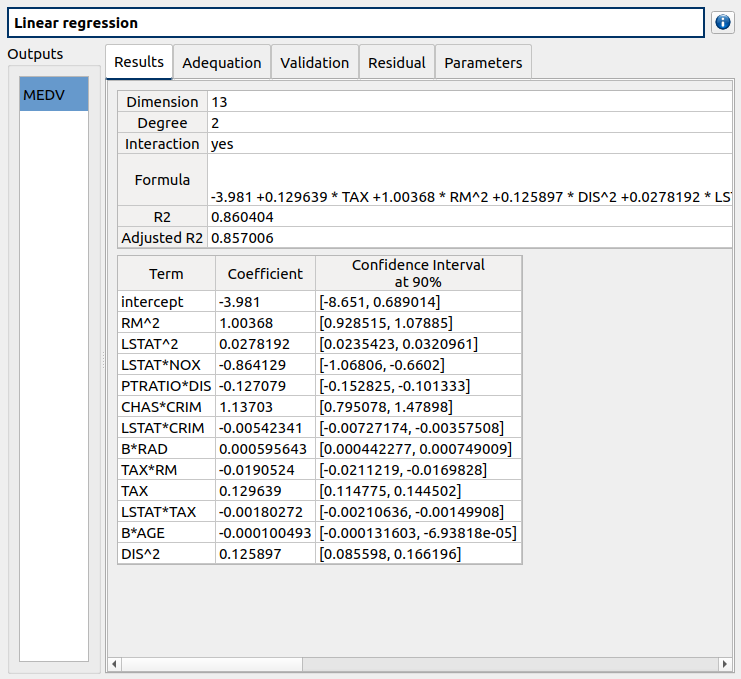 Linear regression
Outputs
MEDV
Results Adequation Validation Residual Parameters
Dimension 13
Degree 2
Interaction yes
Formula -3.981 +0.129639 * TAX +1.00368 * RM^2 +0.125897 * DIS^2 +0.0278192 *
R2 0.860404
Adjusted R2 0.857006
Term Coefficient Confidence Interval
at 90%
intercept -3.981 [-8.651, 0.689014]
RM^2 1.00368 [0.928515, 1.07885]
LSTAT^2 0.0278192 [0.0235423, 0.0320961]
LSTAT*NOX -0.864129 [-1.06806, -0.6602]
PTRATIO*DIS -0.127079 [-0.152825, -0.101333]
CHAS*CRIM 1.13703 [0.795078, 1.47898]
LSTAT*CRIM -0.00542341 [-0.00727174, -0.00357508]
B*RAD 0.000595643 [0.000442277, 0.000749009]
TAX*RM -0.0190524 [-0.0211219, -0.0169828]
TAX 0.129639 [0.114775, 0.144502]
LSTAT*TAX -0.00180272 [-0.00210636, -0.00149908]
B*AGE -0.000100493 [-0.000131603, -6.93818e-05]
DIS^2 0.125897 [0.085598, 0.166196]